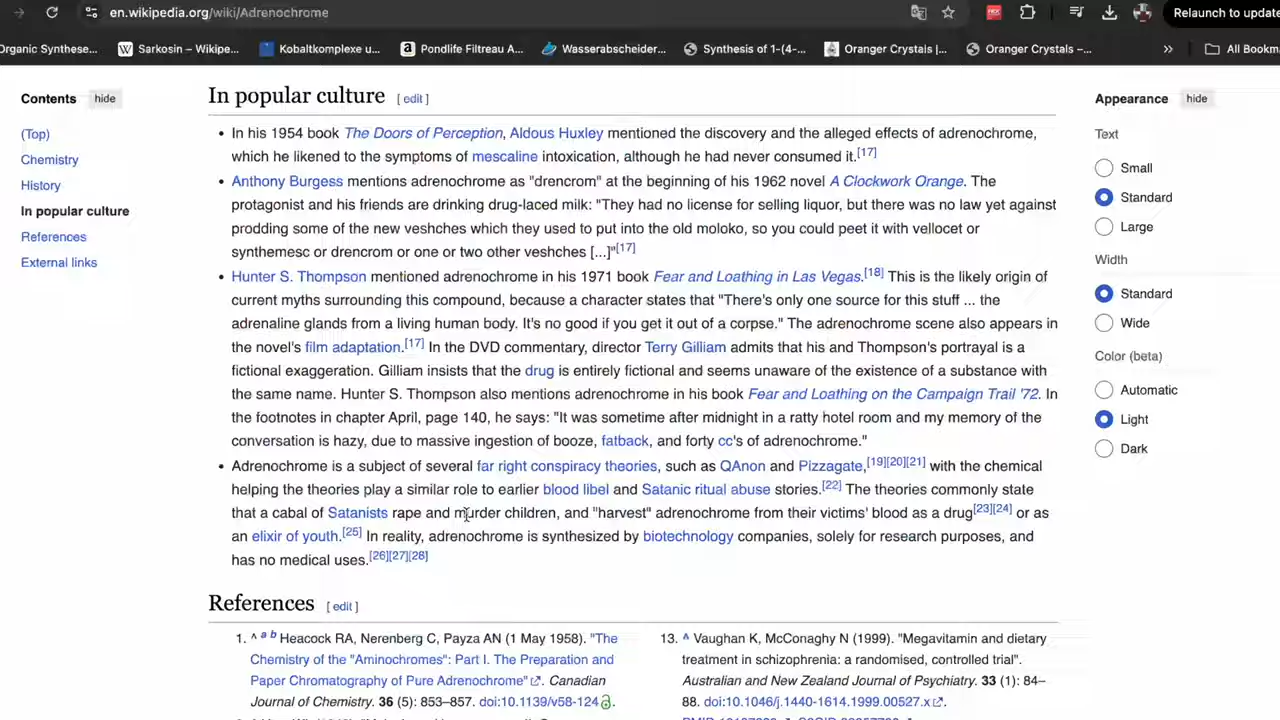 en.wikipedia.org/wiki/Adrenochrome
Relaunch to update
Organic Synthese...
Sarkosin – Wikipe...
Kobaltkomplexe u...
Pondlife Filtreau A...
Wasserabscheider...
Synthesis of 1-(4-...
Oranger Crystals |...
Oranger Crystals –...
»
All Bookm
Contents hide
(Top)
Chemistry
History
In popular culture
References
External links
In popular culture [ edit ]
• In his 1954 book The Doors of Perception, Aldous Huxley mentioned the discovery and the alleged effects of adrenochrome,
which he likened to the symptoms of mescaline intoxication, although he had never consumed it.[17]
• Anthony Burgess mentions adrenochrome as "drencrom" at the beginning of his 1962 novel A Clockwork Orange. The
protagonist and his friends are drinking drug-laced milk: "They had no license for selling liquor, but there was no law yet against
prodding some of the new veshches which they used to put into the old moloko, so you could peet it with vellocet or
synthemesc or drencrom or one or two other veshches [...]"[17]
• Hunter S. Thompson mentioned adrenochrome in his 1971 book Fear and Loathing in Las Vegas.[18] This is the likely origin of
current myths surrounding this compound, because a character states that "There's only one source for this stuff ... the
adrenaline glands from a living human body. It's no good if you get it out of a corpse." The adrenochrome scene also appears in
the novel's film adaptation.[17] In the DVD commentary, director Terry Gilliam admits that his and Thompson's portrayal is a
fictional exaggeration. Gilliam insists that the drug is entirely fictional and seems unaware of the existence of a substance with
the same name. Hunter S. Thompson also mentions adrenochrome in his book Fear and Loathing on the Campaign Trail '72. In
the footnotes in chapter April, page 140, he says: "It was sometime after midnight in a ratty hotel room and my memory of the
conversation is hazy, due to massive ingestion of booze, fatback, and forty cc's of adrenochrome."
• Adrenochrome is a subject of several far right conspiracy theories, such as QAnon and Pizzagate,[19][20][21] with the chemical
helping the theories play a similar role to earlier blood libel and Satanic ritual abuse stories.[22] The theories commonly state
that a cabal of Satanists rape and murder children, and "harvest" adrenochrome from their victims' blood as a drug[23][24] or as
an elixir of youth.[25] In reality, adrenochrome is synthesized by biotechnology companies, solely for research purposes, and
has no medical uses.[26][27][28]
References [ edit ]
1. ^ a b Heacock RA, Nerenberg C, Payza AN (1 May 1958). "The
Chemistry of the "Aminochromes": Part I. The Preparation and
Paper Chromatography of Pure Adrenochrome". Canadian
Journal of Chemistry. 36 (5): 853–857. doi:10.1139/v58-124.
13. ^ Vaughan K, McConaghy N (1999). "Megavitamin and dietary
treatment in schizophrenia: a randomised, controlled trial".
Australian and New Zealand Journal of Psychiatry. 33 (1): 84–
88. doi:10.1046/j.1440-1614.1999.00527.x.
Appearance hide
Text
Small
Standard
Large
Width
Standard
Wide
Color (beta)
Automatic
Light
Dark